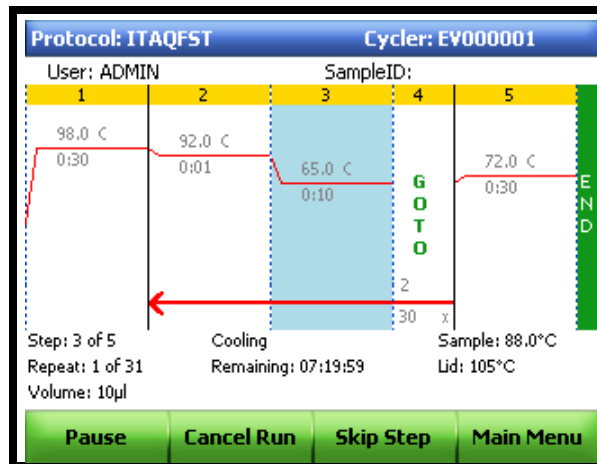 Protocol: ITAQFST Cycler: EV000001
User: ADMIN SampleID:
1 2 3 4 5
98.0 C
0:30
92.0 C
0:01
65.0 C
0:10
GOTO
2
30 x
72.0 C
0:30
END
Step: 3 of 5 Cooling Sample: 88.0°C
Repeat: 1 of 31 Remaining: 07:19:59 Lid: 105°C
Volume: 10µl
Pause Cancel Run Skip Step Main Menu